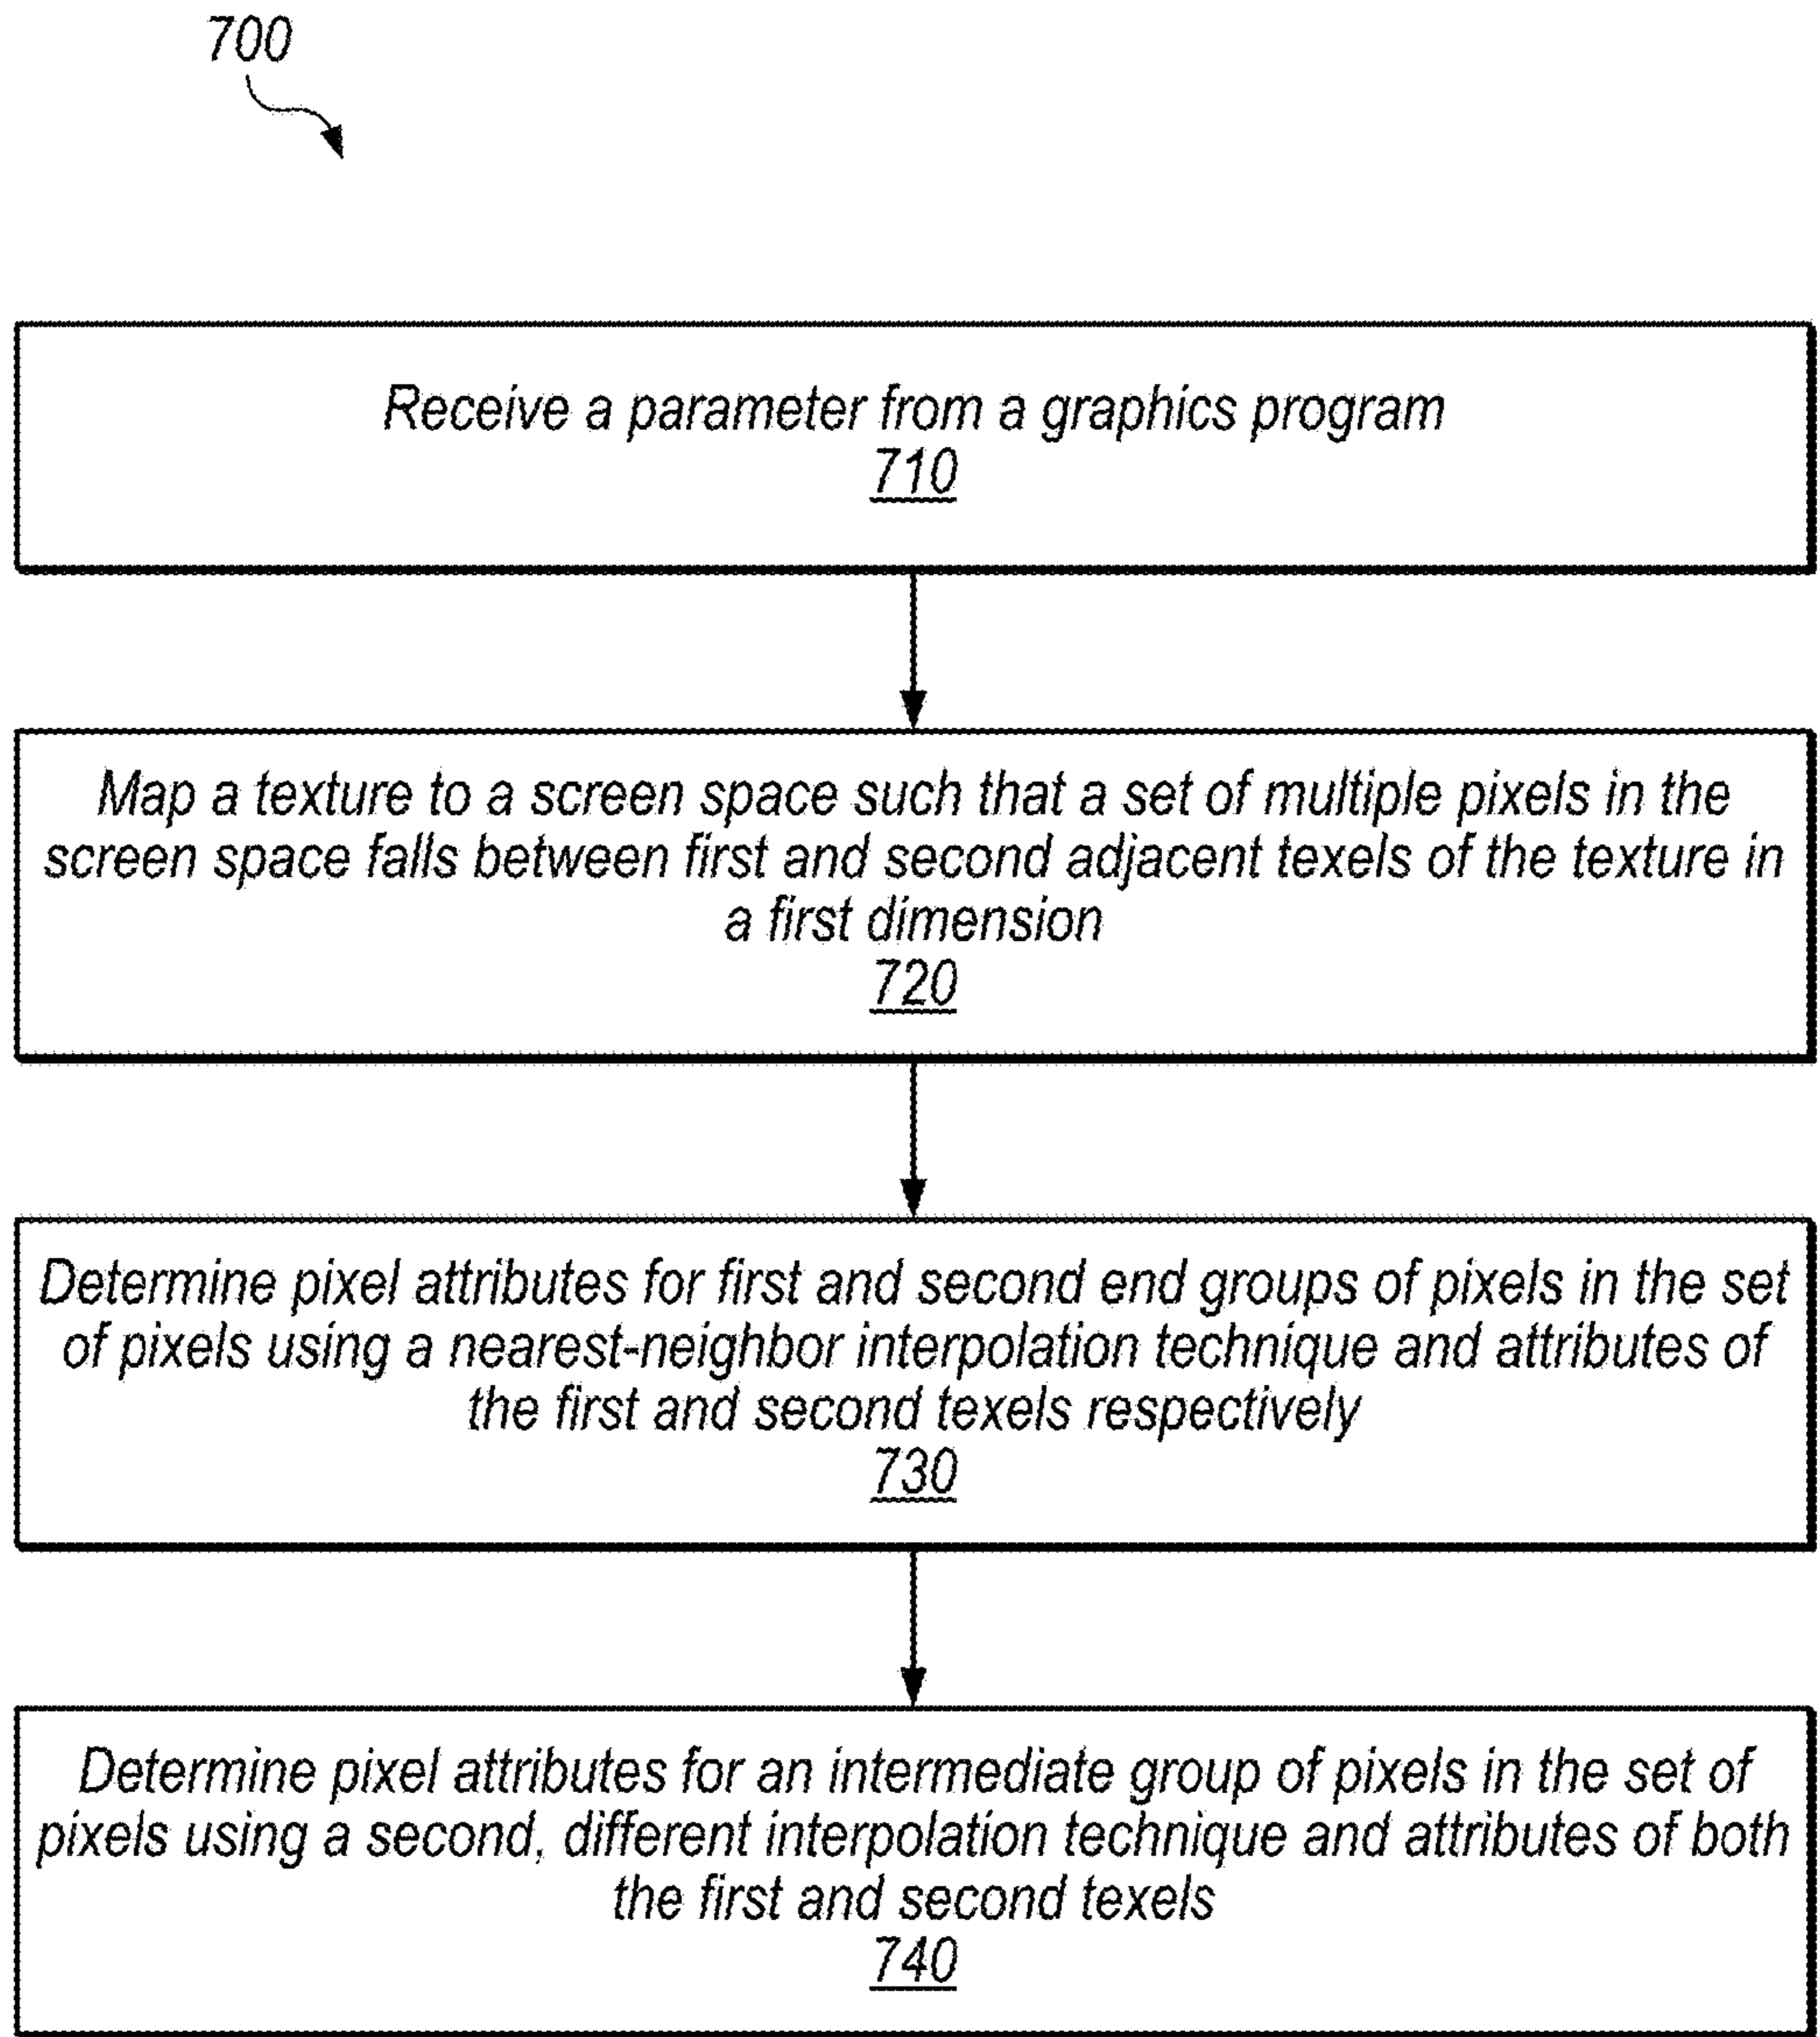 700
Receive a parameter from a graphics program
710
Map a texture to a screen space such that a set of multiple pixels in the
screen space falls between first and second adjacent texels of the texture in
a first dimension
720
Determine pixel attributes for first and second end groups of pixels in the set
of pixels using a nearest-neighbor interpolation technique and attributes of
the first and second texels respectively
730
Determine pixel attributes for an intermediate group of pixels in the set of
pixels using a second, different interpolation technique and attributes of both
the first and second texels
740